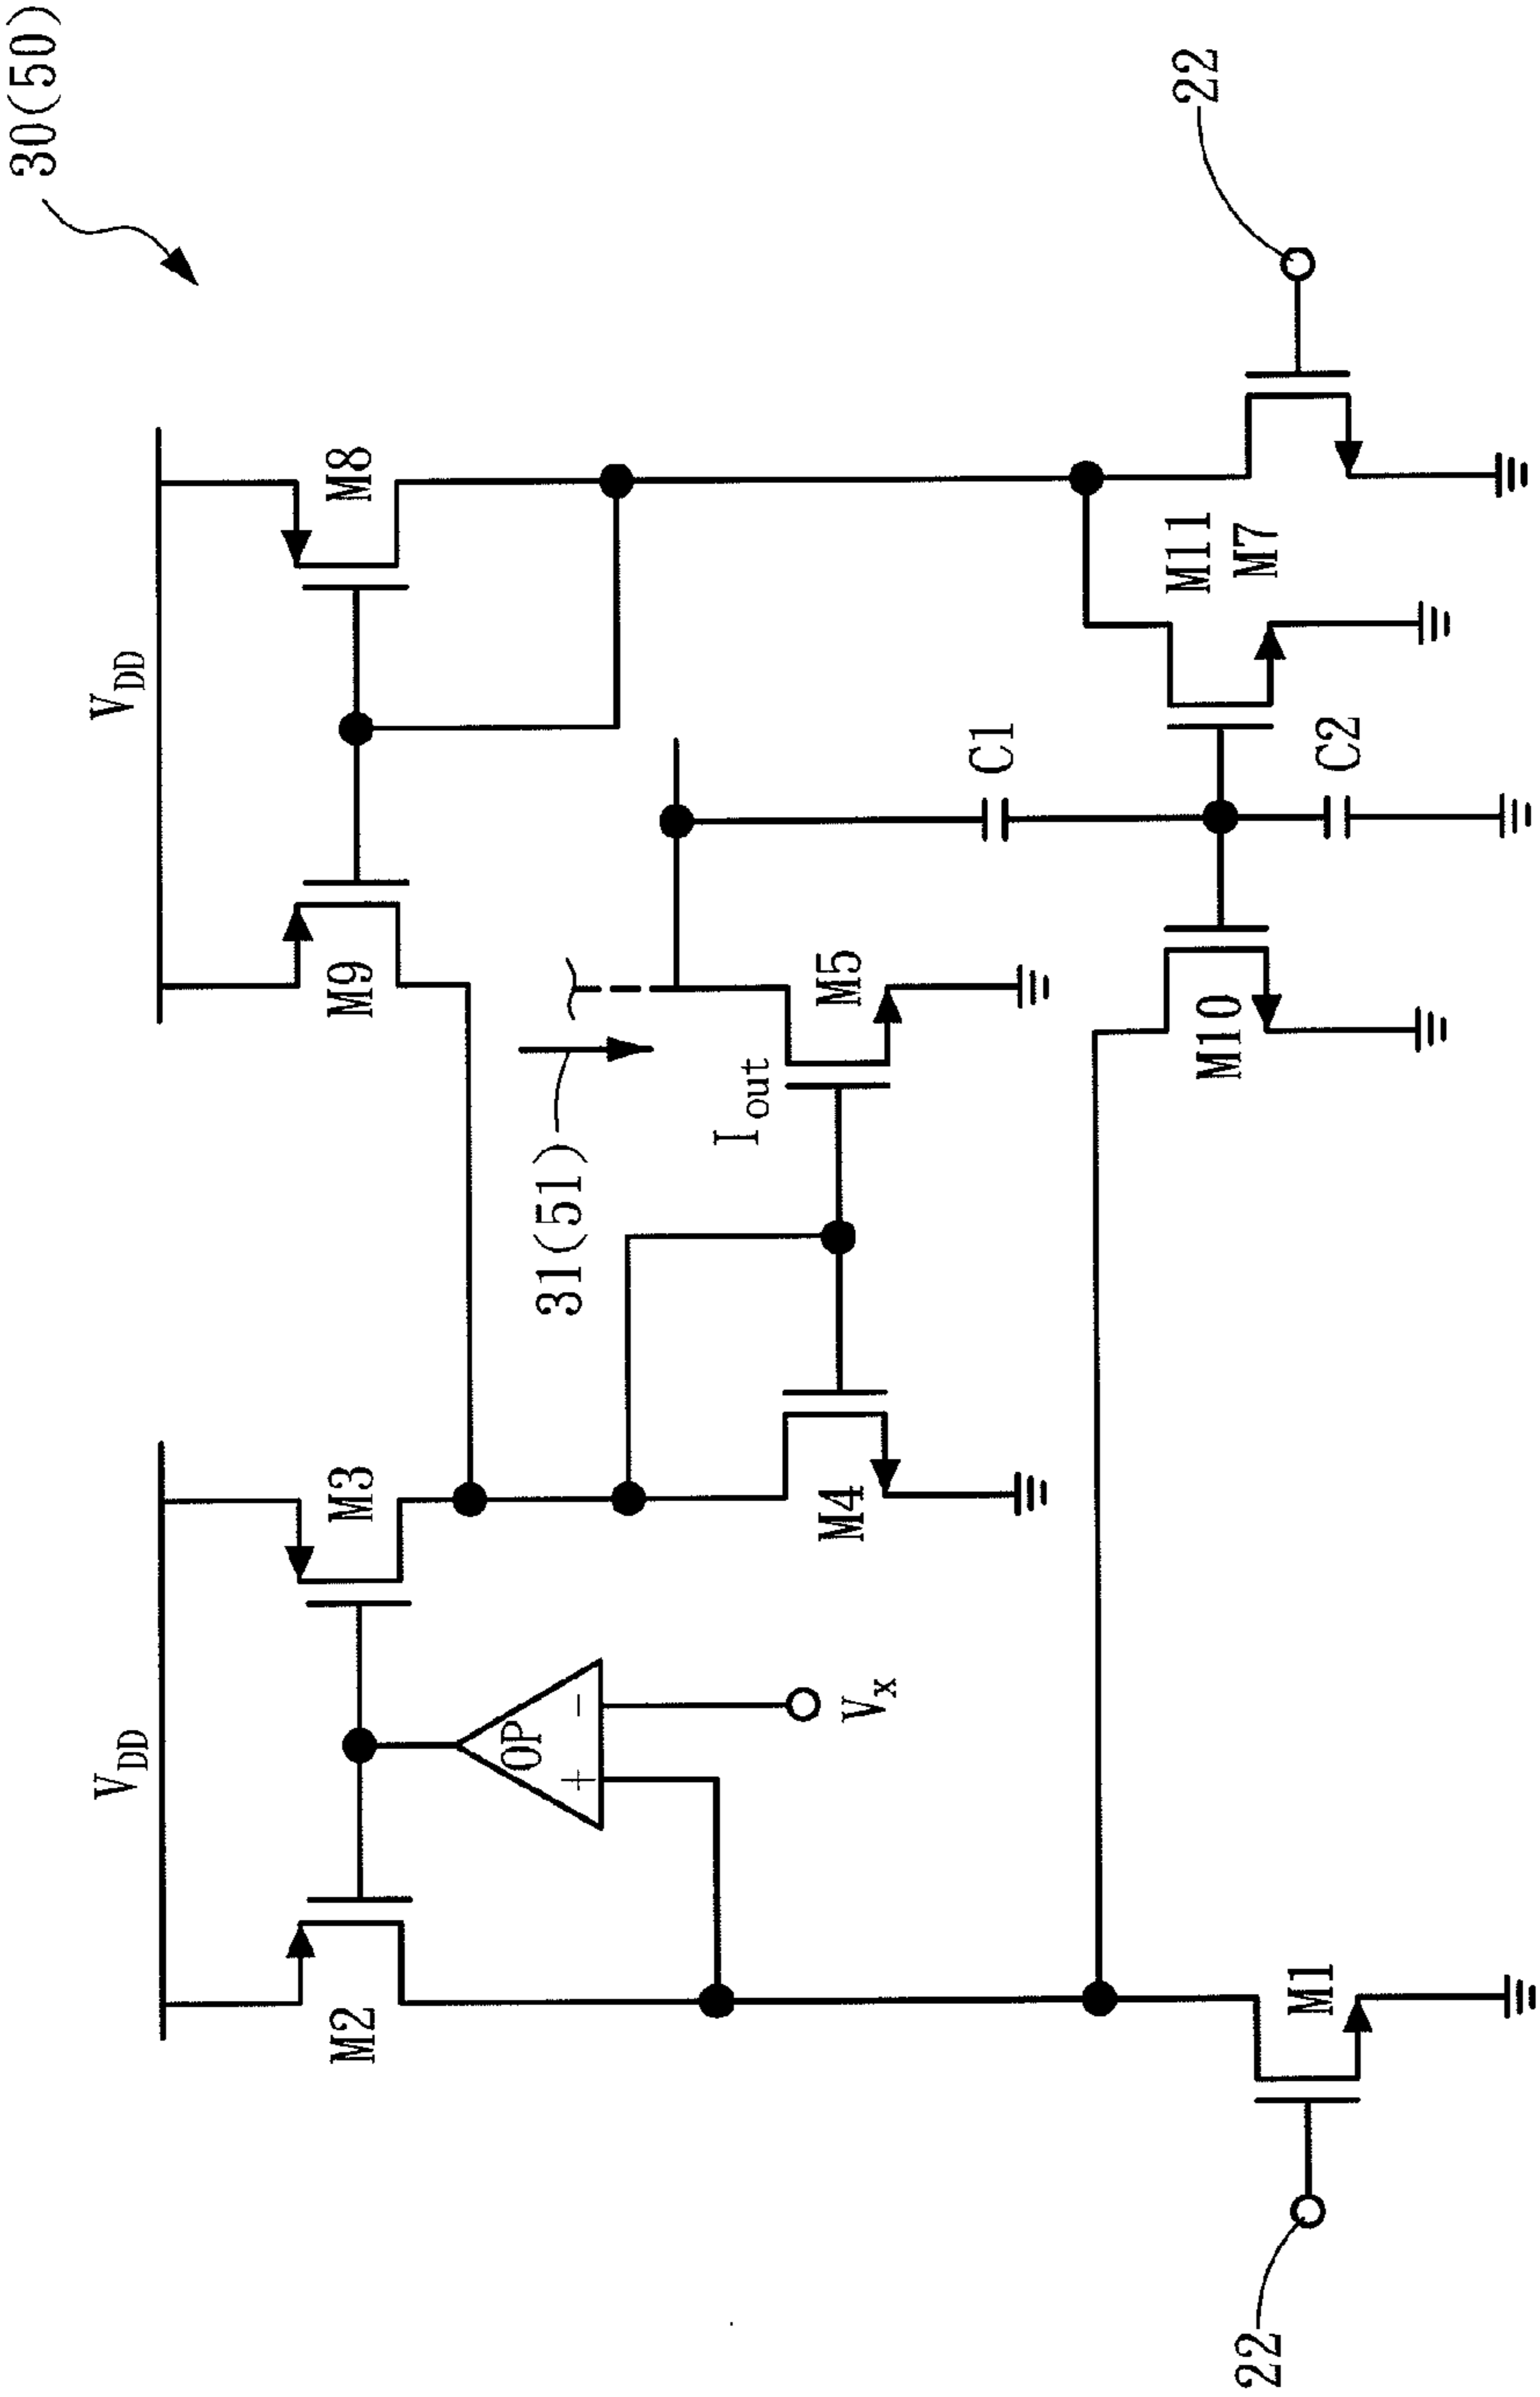 30(50)
V_DD
V_DD
M2
M3
M9
M8
OP
+
-
V_x
31(51)
I_out
M4
M5
C1
M10
M11
M7
C2
M1
22
22